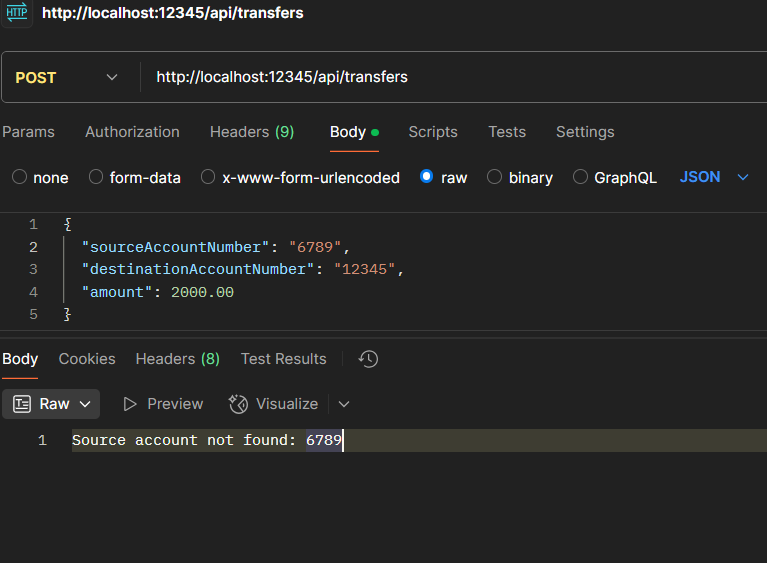 HTTP http://localhost:12345/api/transfers
POST http://localhost:12345/api/transfers
Params Authorization Headers (9) Body Scripts Tests Settings
none form-data x-www-form-urlencoded raw binary GraphQL JSON
1 {
2 "sourceAccountNumber": "6789",
3 "destinationAccountNumber": "12345",
4 "amount": 2000.00
5 }
Body Cookies Headers (8) Test Results
Raw Preview Visualize
1 Source account not found: 6789